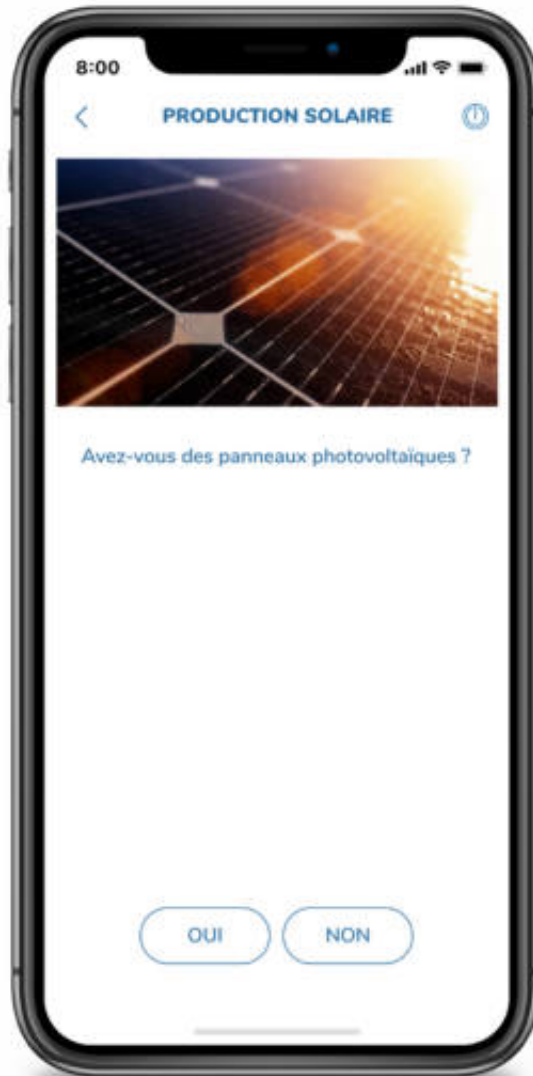 8:00
PRODUCTION SOLAIRE
Avez-vous des panneaux photovoltaïques ?
OUI
NON